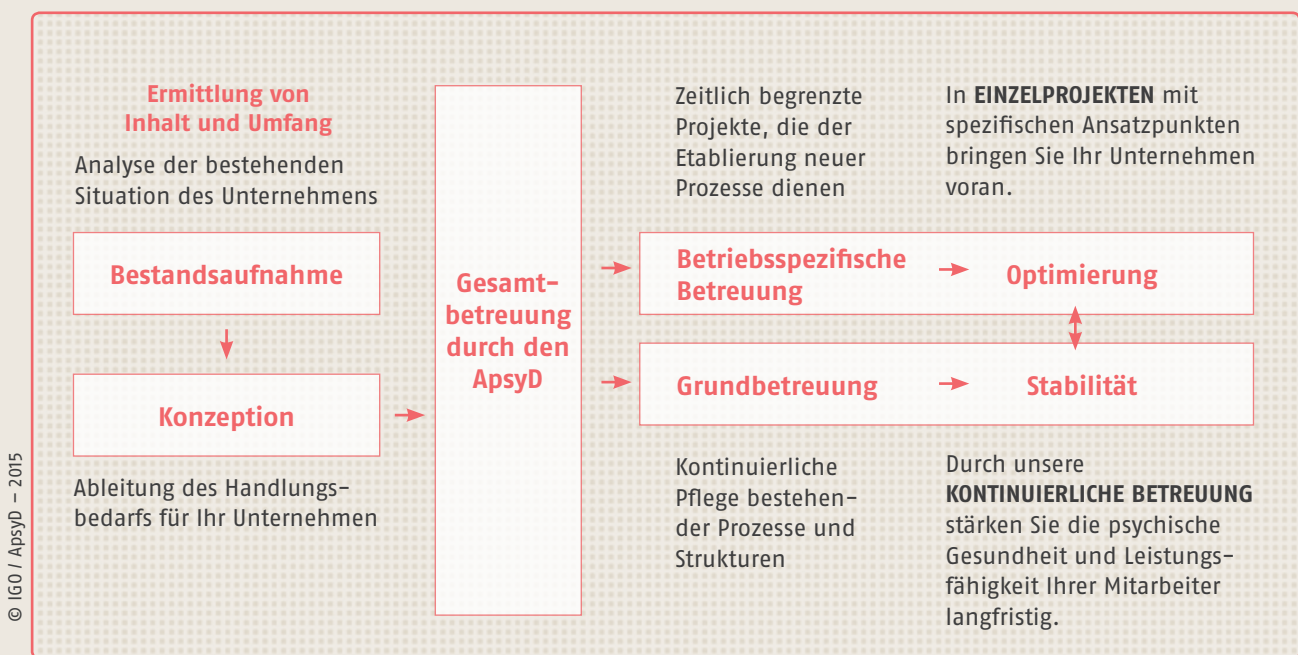 Ermittlung von
Inhalt und Umfang
Analyse der bestehenden
Situation des Unternehmens
Bestandsaufnahme
Konzeption
Ableitung des Handlungs-
bedarfs für Ihr Unternehmen
Gesamt-
betreuung
durch den
ApsyD
Zeitlich begrenzte
Projekte, die der
Etablierung neuer
Prozesse dienen
In EINZELPROJEKTEN mit
spezifischen Ansatzpunkten
bringen Sie Ihr Unternehmen
voran.
Betriebsspezifische
Betreuung
Optimierung
Grundbetreuung
Stabilität
Kontinuierliche
Pflege bestehen-
der Prozesse und
Strukturen
Durch unsere
KONTINUIERLICHE BETREUUNG
stärken Sie die psychische
Gesundheit und Leistungs-
fähigkeit Ihrer Mitarbeiter
langfristig.
© IGO / ApsyD – 2015